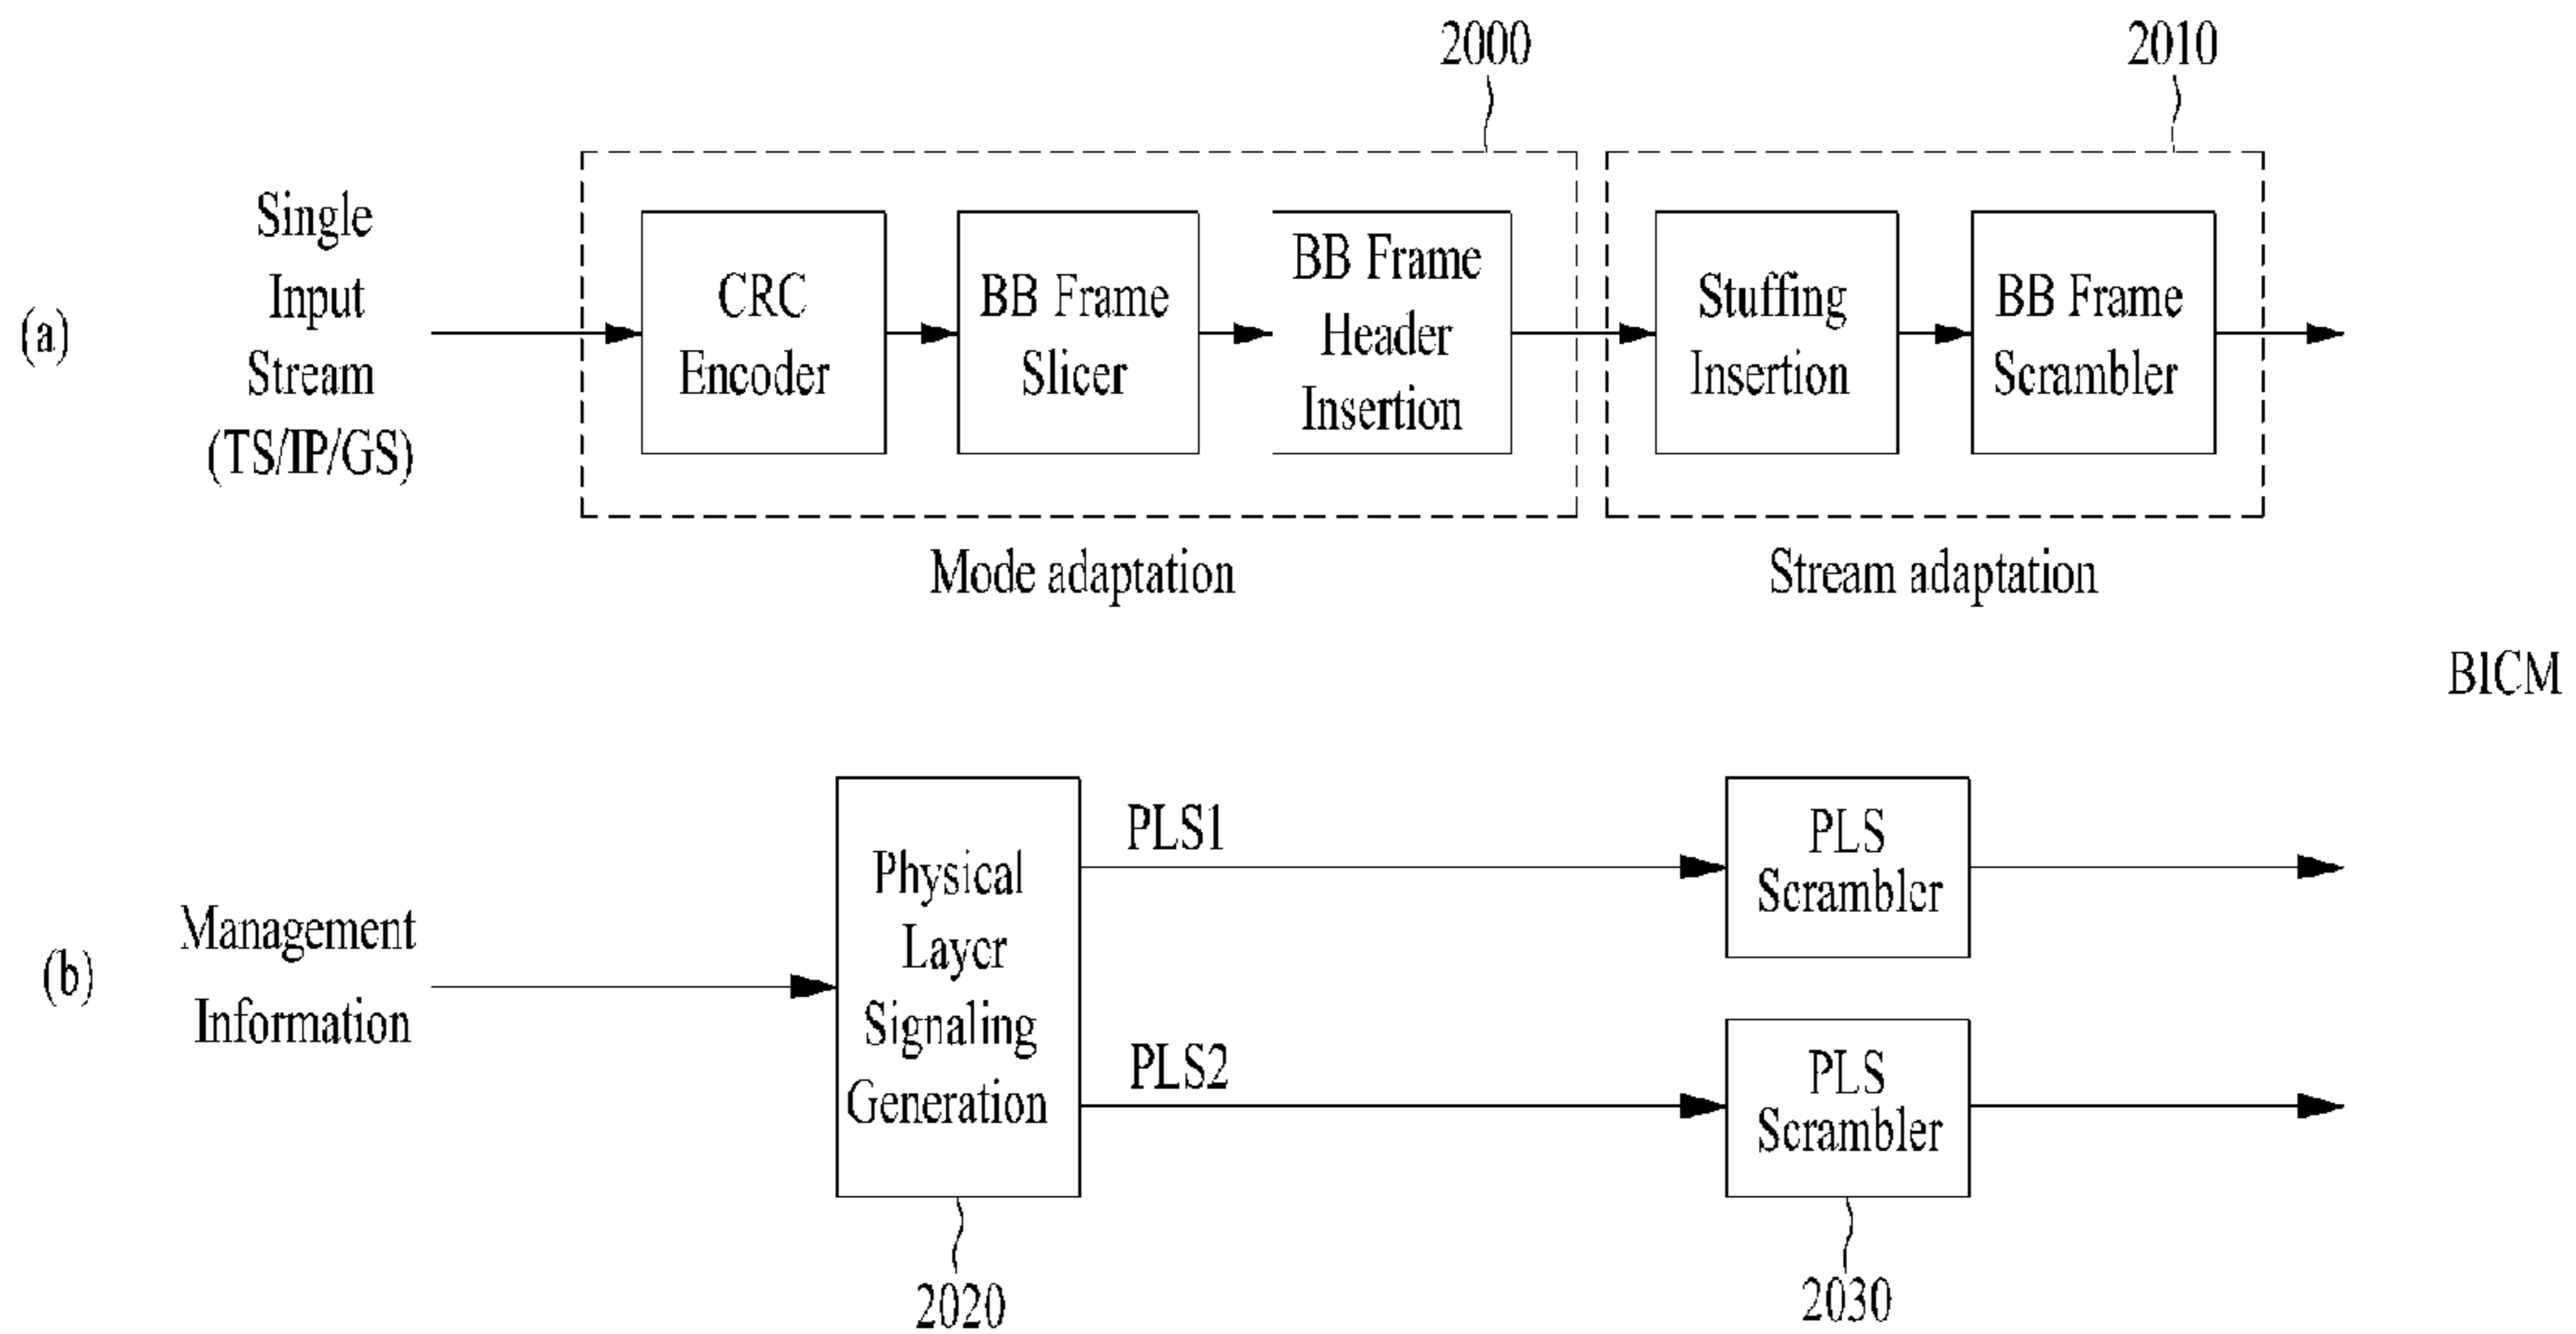 2000
2010
(a)
Single
Input
Stream
(TS/IP/GS)
CRC
Encoder
BB Frame
Slicer
BB Frame
Header
Insertion
Stuffing
Insertion
BB Frame
Scrambler
Mode adaptation
Stream adaptation
BICM
(b)
Management
Information
Physical
Layer
Signaling
Generation
PLS1
PLS2
PLS
Scrambler
PLS
Scrambler
2020
2030